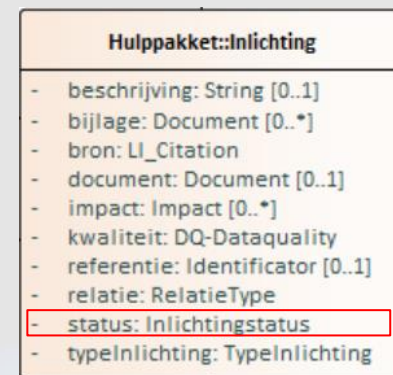 Hulppakket::Inlichting
- beschrijving: String [0..1]
- bijlage: Document [0..*]
- bron: LI_Citation
- document: Document [0..1]
- impact: Impact [0..*]
- kwaliteit: DQ-Dataquality
- referentie: Identificator [0..1]
- relatie: RelatieType
- status: Inlichtingstatus
- typeInlichting: TypeInlichting